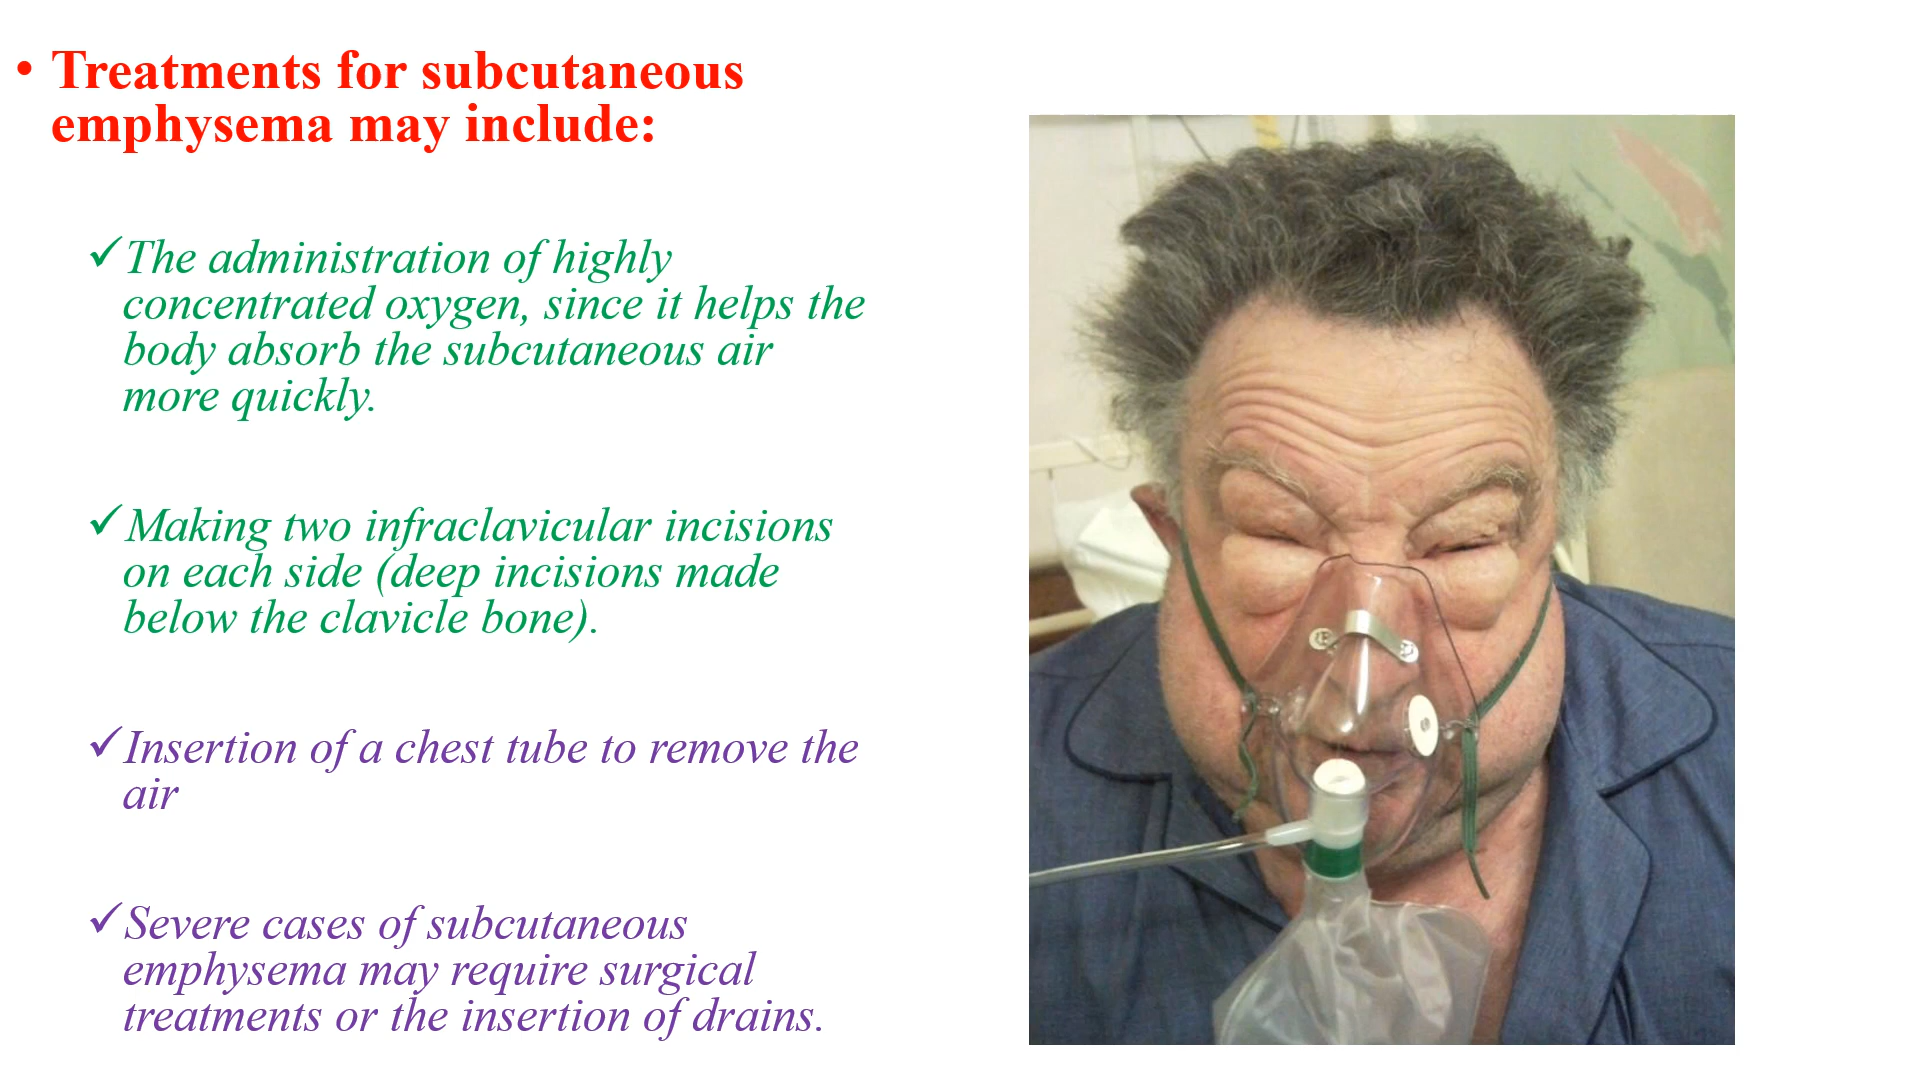 • Treatments for subcutaneous
emphysema may include:
✓The administration of highly
concentrated oxygen, since it helps the
body absorb the subcutaneous air
more quickly.
✓Making two infraclavicular incisions
on each side (deep incisions made
below the clavicle bone).
✓Insertion of a chest tube to remove the
air
✓Severe cases of subcutaneous
emphysema may require surgical
treatments or the insertion of drains.